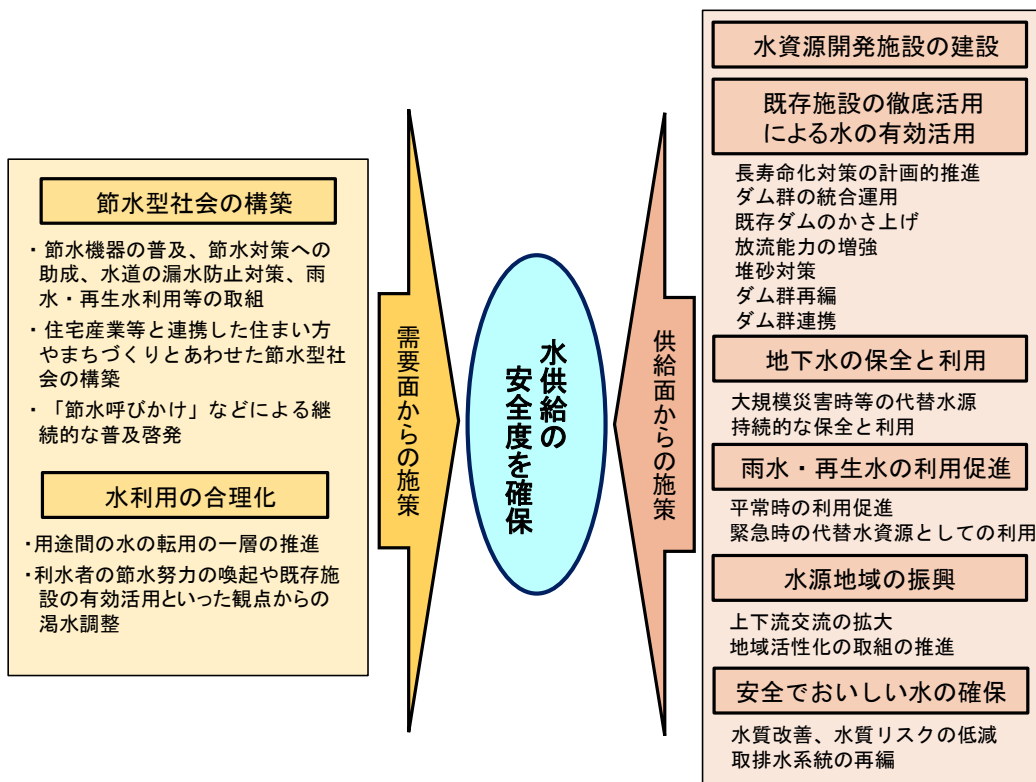 節水型社会の構築
・節水機器の普及、節水対策への
助成、水道の漏水防止対策、雨
水・再生水利用等の取組
・住宅産業等と連携した住まい方
やまちづくりとあわせた節水型社
会の構築
・「節水呼びかけ」などによる継
続的な普及啓発
水利用の合理化
・用途間の水の転用の一層の推進
・利水者の節水努力の喚起や既存施
設の有効活用といった観点からの
渇水調整
需要面からの施策
水供給の
安全度を確保
供給面からの施策
水資源開発施設の建設
既存施設の徹底活用
による水の有効活用
長寿命化対策の計画的推進
ダム群の統合運用
既存ダムのかさ上げ
放流能力の増強
堆砂対策
ダム群再編
ダム群連携
地下水の保全と利用
大規模災害時等の代替水源
持続的な保全と利用
雨水・再生水の利用促進
平常時の利用促進
緊急時の代替水資源としての利用
水源地域の振興
上下流交流の拡大
地域活性化の取組の推進
安全でおいしい水の確保
水質改善、水質リスクの低減
取排水系統の再編